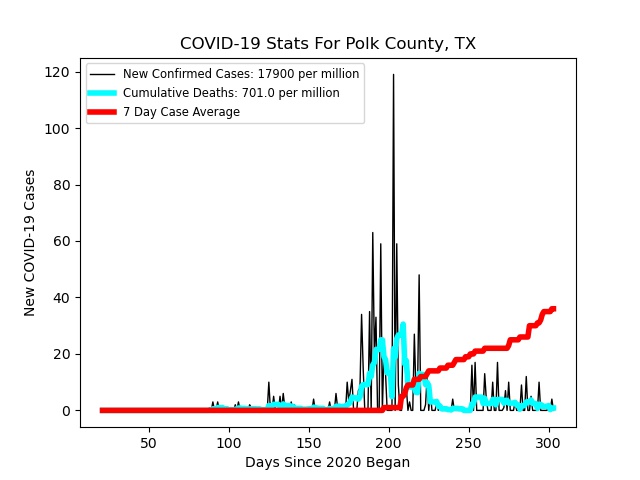 COVID-19 Stats For Polk County, TX
New Confirmed Cases: 17900 per million
Cumulative Deaths: 701.0 per million
7 Day Case Average
120
100
80
60
40
20
0
New COVID-19 Cases
50 100 150 200 250 300
Days Since 2020 Began